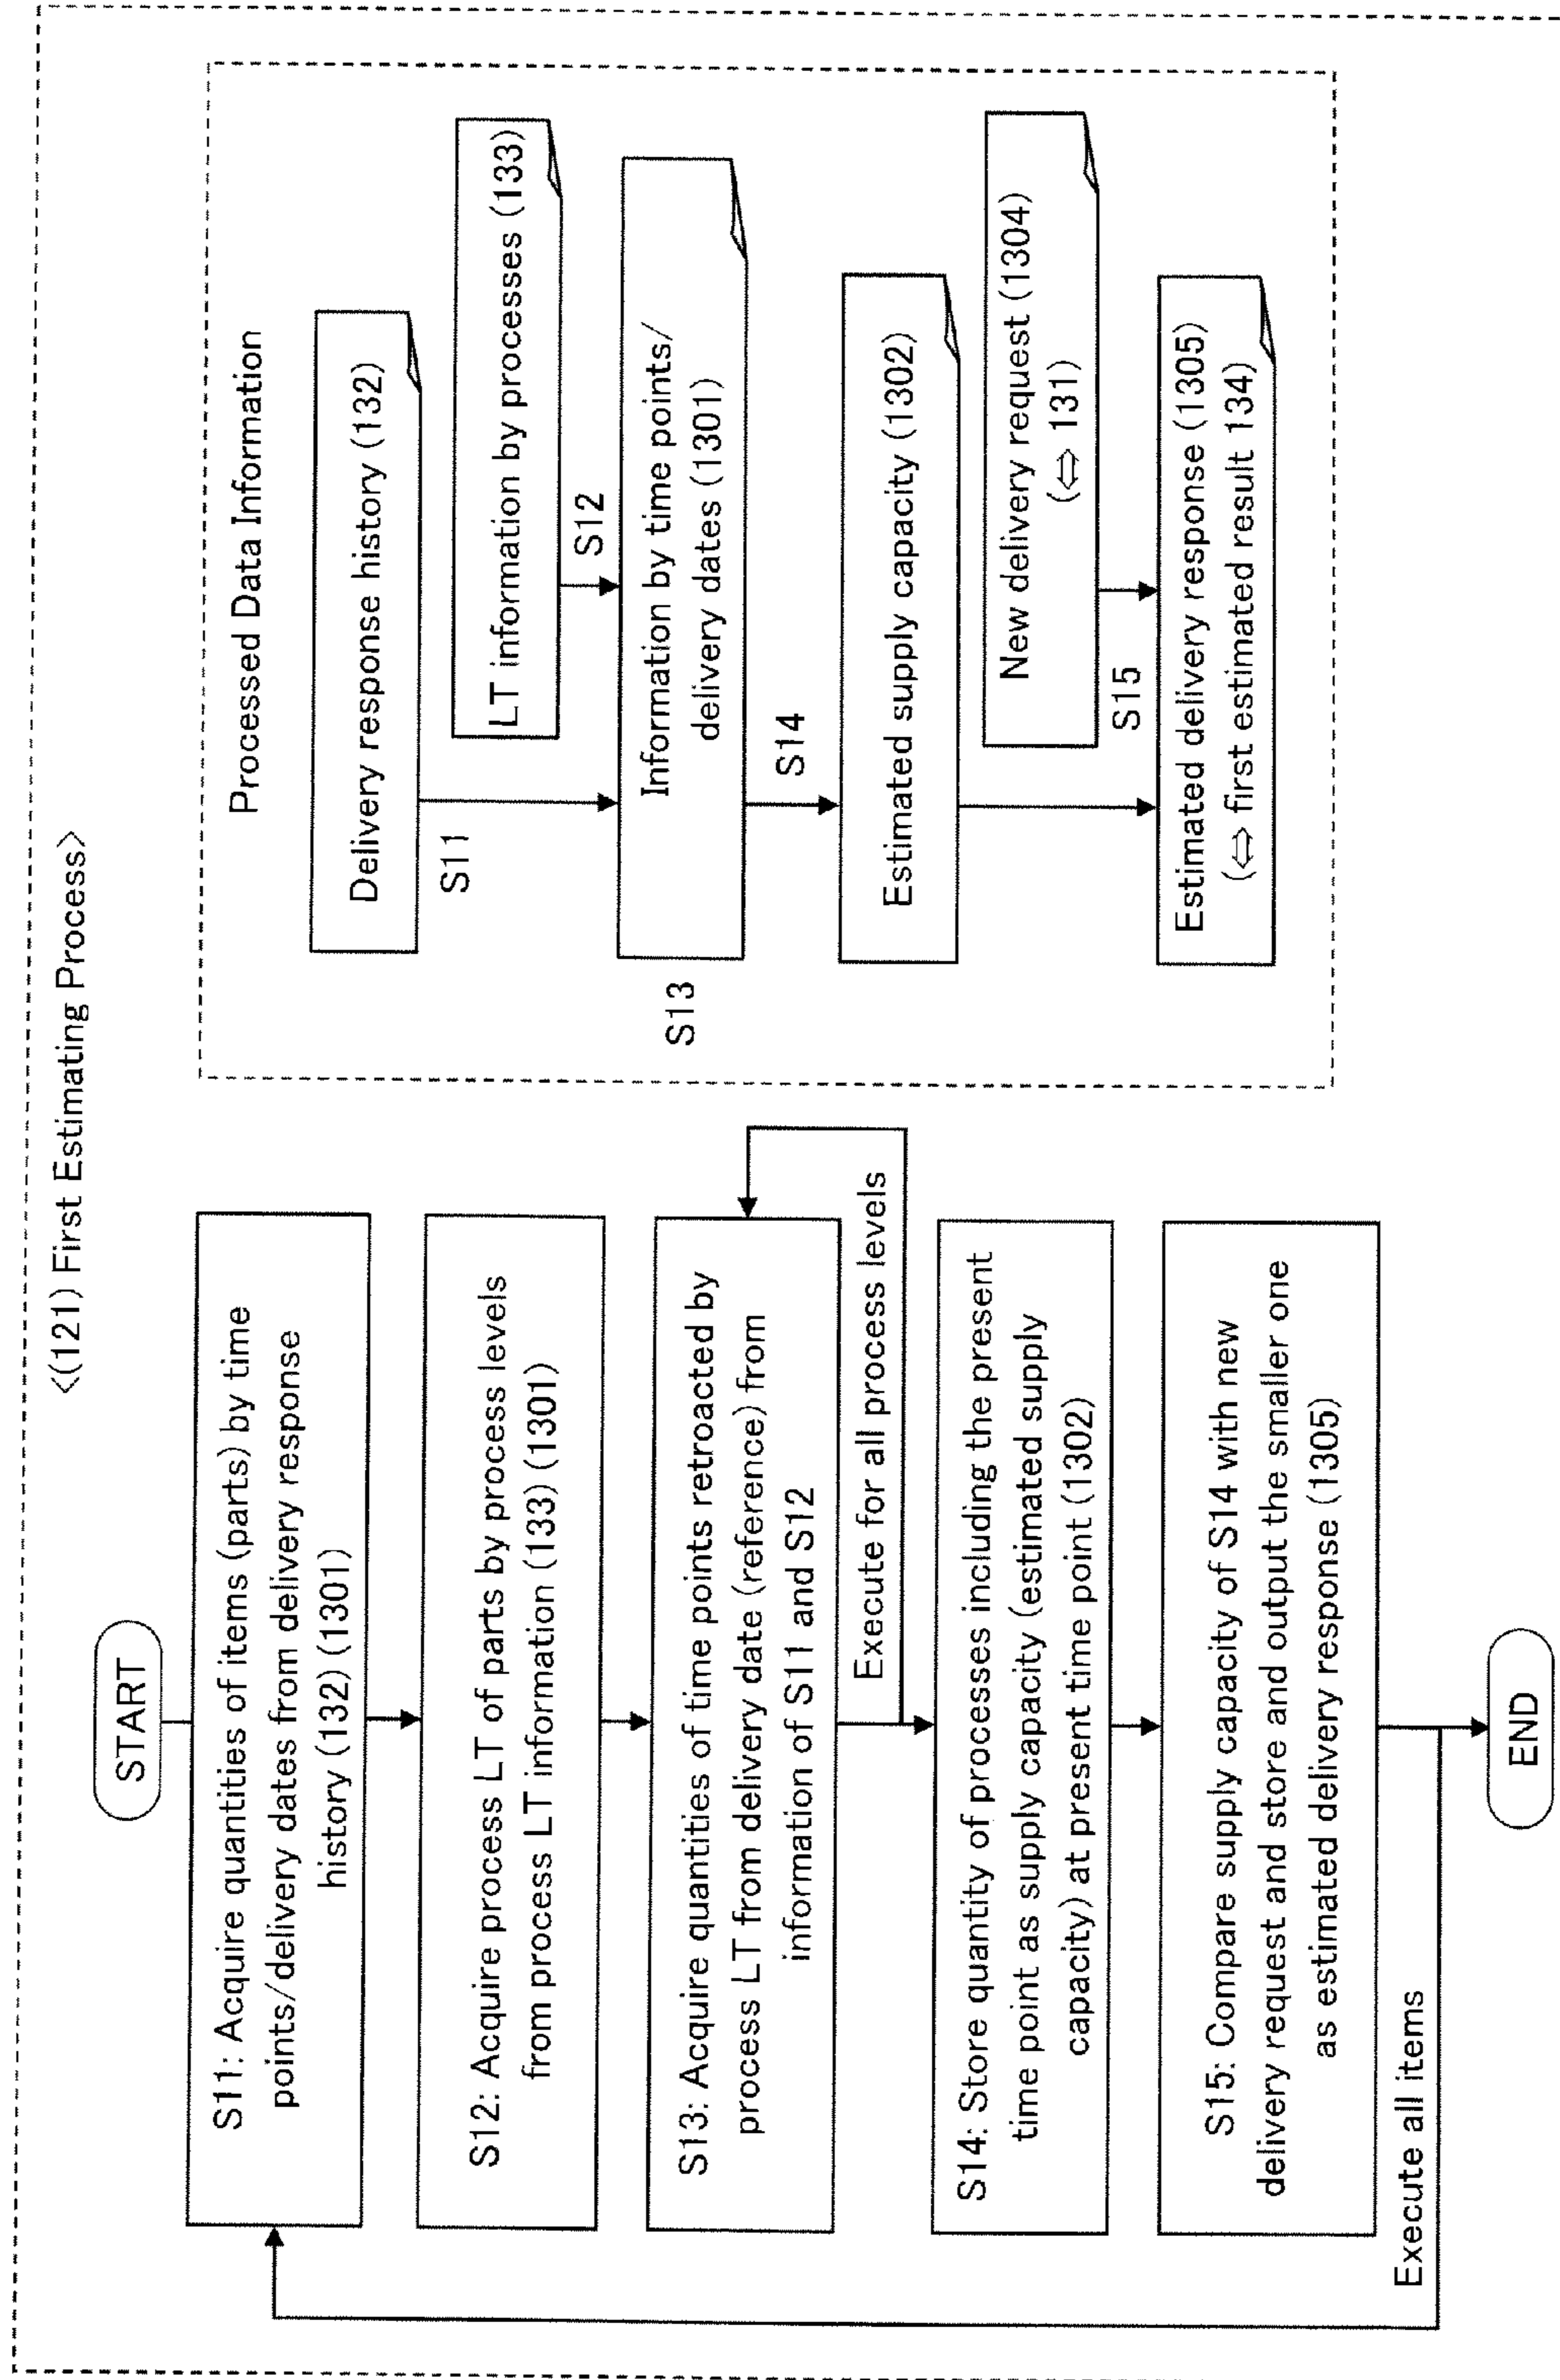 <(121) First Estimating Process>
START
S11: Acquire quantities of items (parts) by time
points/delivery dates from delivery response
history (132) (1301)
S12: Acquire process LT of parts by process levels
from process LT information (133) (1301)
S13: Acquire quantities of time points retroacted by
process LT from delivery date (reference) from
information of S11 and S12
Execute for all process levels
S14: Store quantity of processes including the present
time point as supply capacity (estimated supply
capacity) at present time point (1302)
S15: Compare supply capacity of S14 with new
delivery request and store and output the smaller one
as estimated delivery response (1305)
Execute all items
END
Processed Data Information
Delivery response history (132)
S11
LT information by processes (133)
S12
S13
Information by time points/
delivery dates (1301)
S14
Estimated supply capacity (1302)
New delivery request (1304)
(⇔ 131)
S15
Estimated delivery response (1305)
(⇔ first estimated result 134)